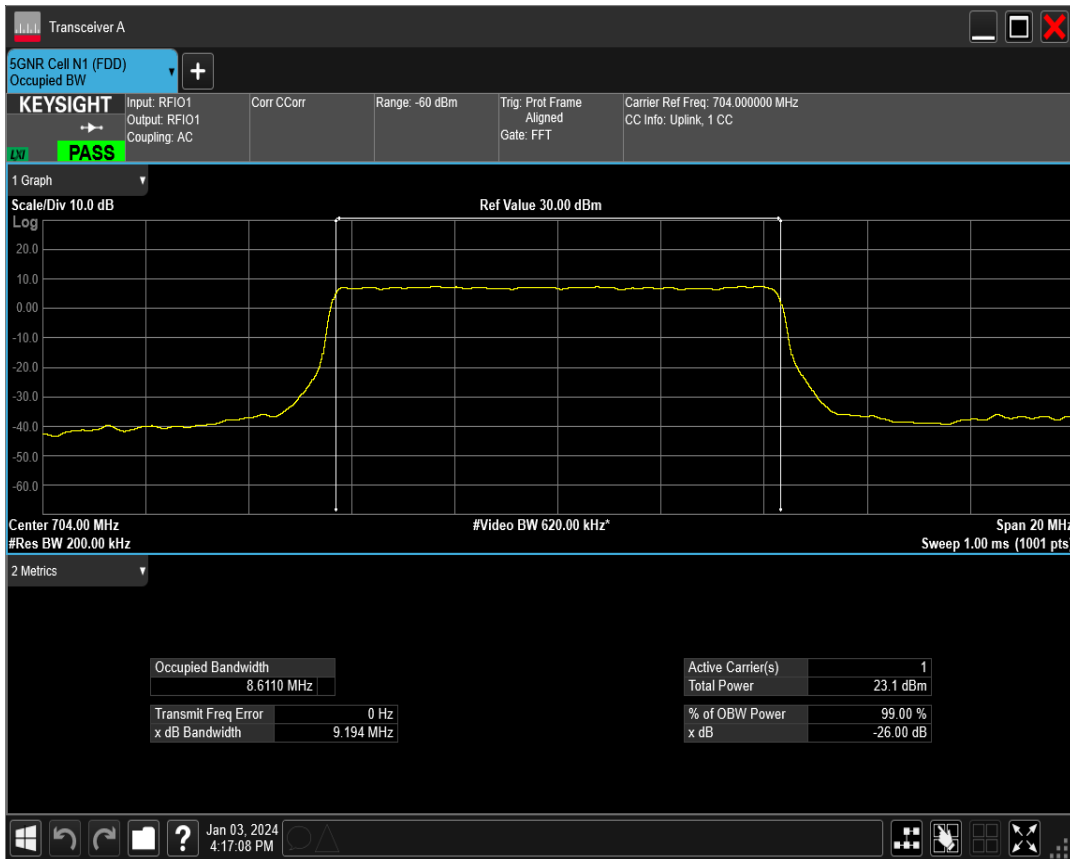 Transceiver A
5GNR Cell N1 (FDD)
Occupied BW
+
KEYSIGHT
LXI
PASS
Input: RFIO1
Output: RFIO1
Coupling: AC
Corr CCorr
Range: -60 dBm
Trig: Prot Frame
Aligned
Gate: FFT
Carrier Ref Freq: 704.000000 MHz
CC Info: Uplink, 1 CC
1 Graph
Scale/Div 10.0 dB
Ref Value 30.00 dBm
Log
20.0
10.0
0.00
-10.0
-20.0
-30.0
-40.0
-50.0
-60.0
Center 704.00 MHz
#Video BW 620.00 kHz*
Span 20 MHz
#Res BW 200.00 kHz
Sweep 1.00 ms (1001 pts)
2 Metrics
Occupied Bandwidth
8.6110 MHz
Transmit Freq Error 0 Hz
x dB Bandwidth 9.194 MHz
Active Carrier(s) 1
Total Power 23.1 dBm
% of OBW Power 99.00 %
x dB -26.00 dB
?
Jan 03, 2024
4:17:08 PM